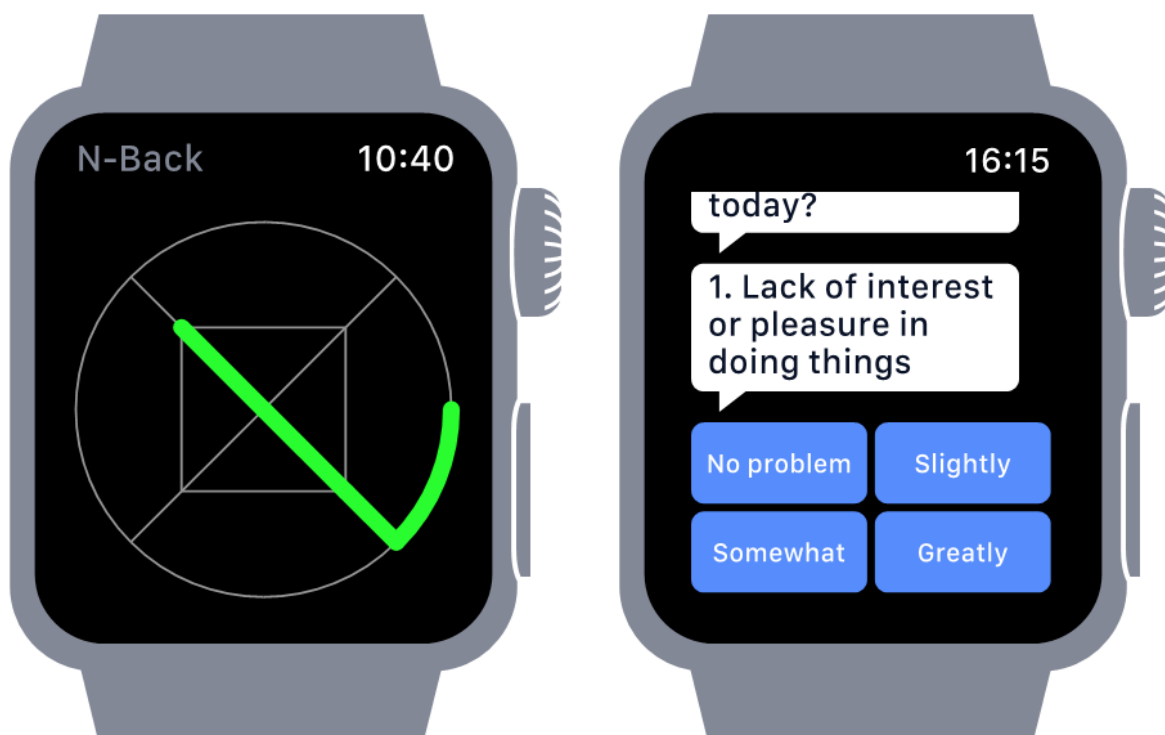 N-Back 10:40
16:15
today?
1. Lack of interest
or pleasure in
doing things
No problem Slightly
Somewhat Greatly